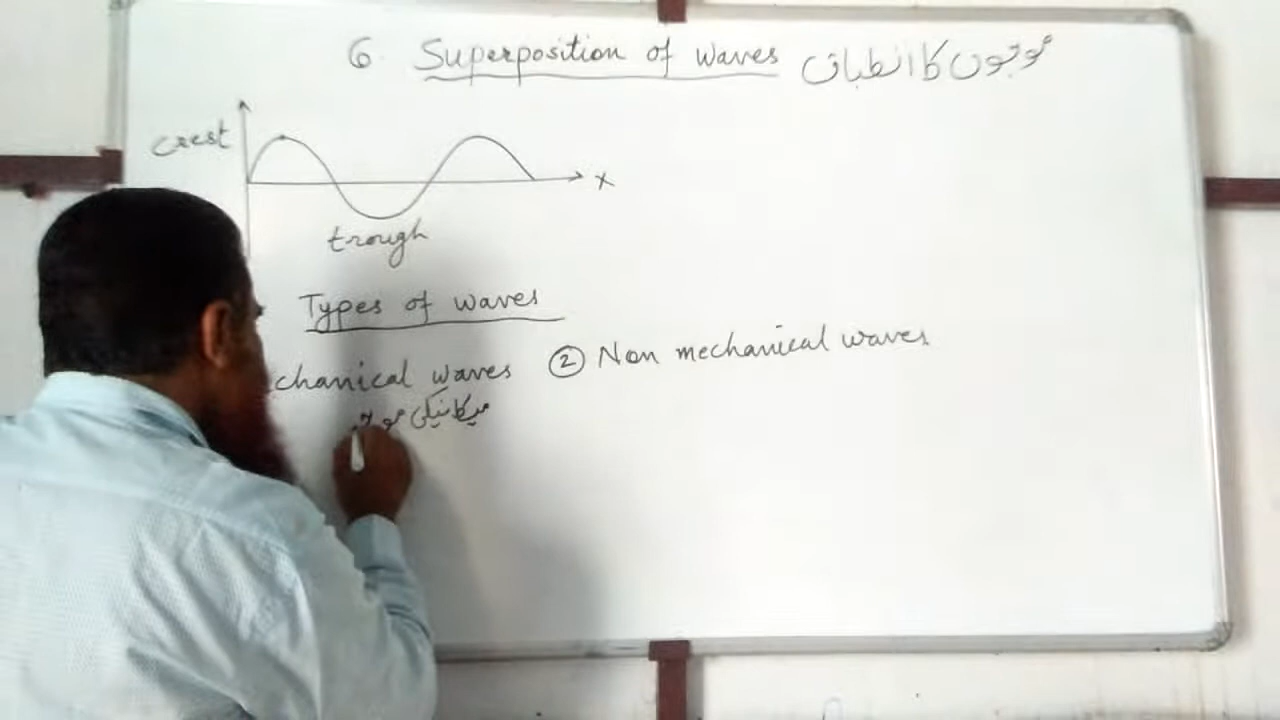 6. Superposition of waves موجوں کا انطباق
crest
x
trough
Types of waves
chanical waves ② Non mechanical waves
میکانیکی موج